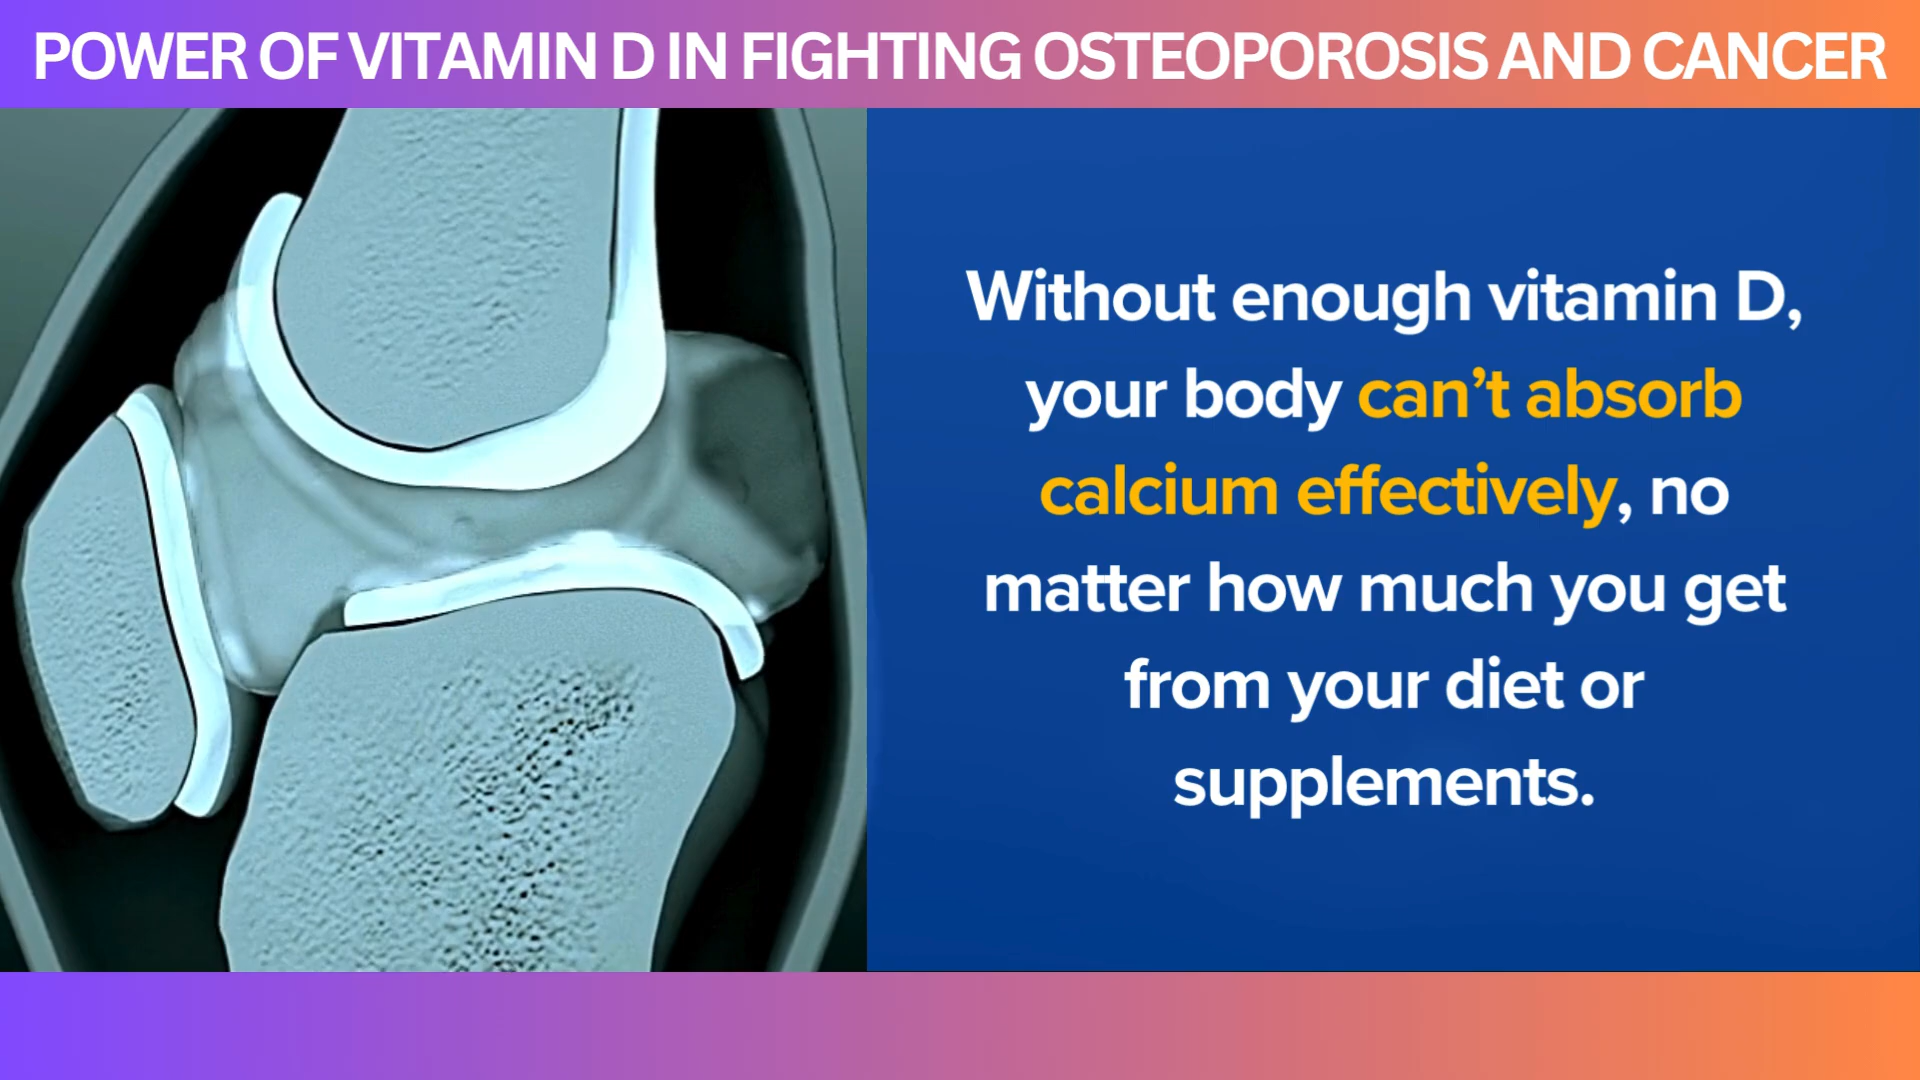 POWER OF VITAMIN D IN FIGHTING OSTEOPOROSIS AND CANCER
Without enough vitamin D,
your body can’t absorb
calcium effectively, no
matter how much you get
from your diet or
supplements.